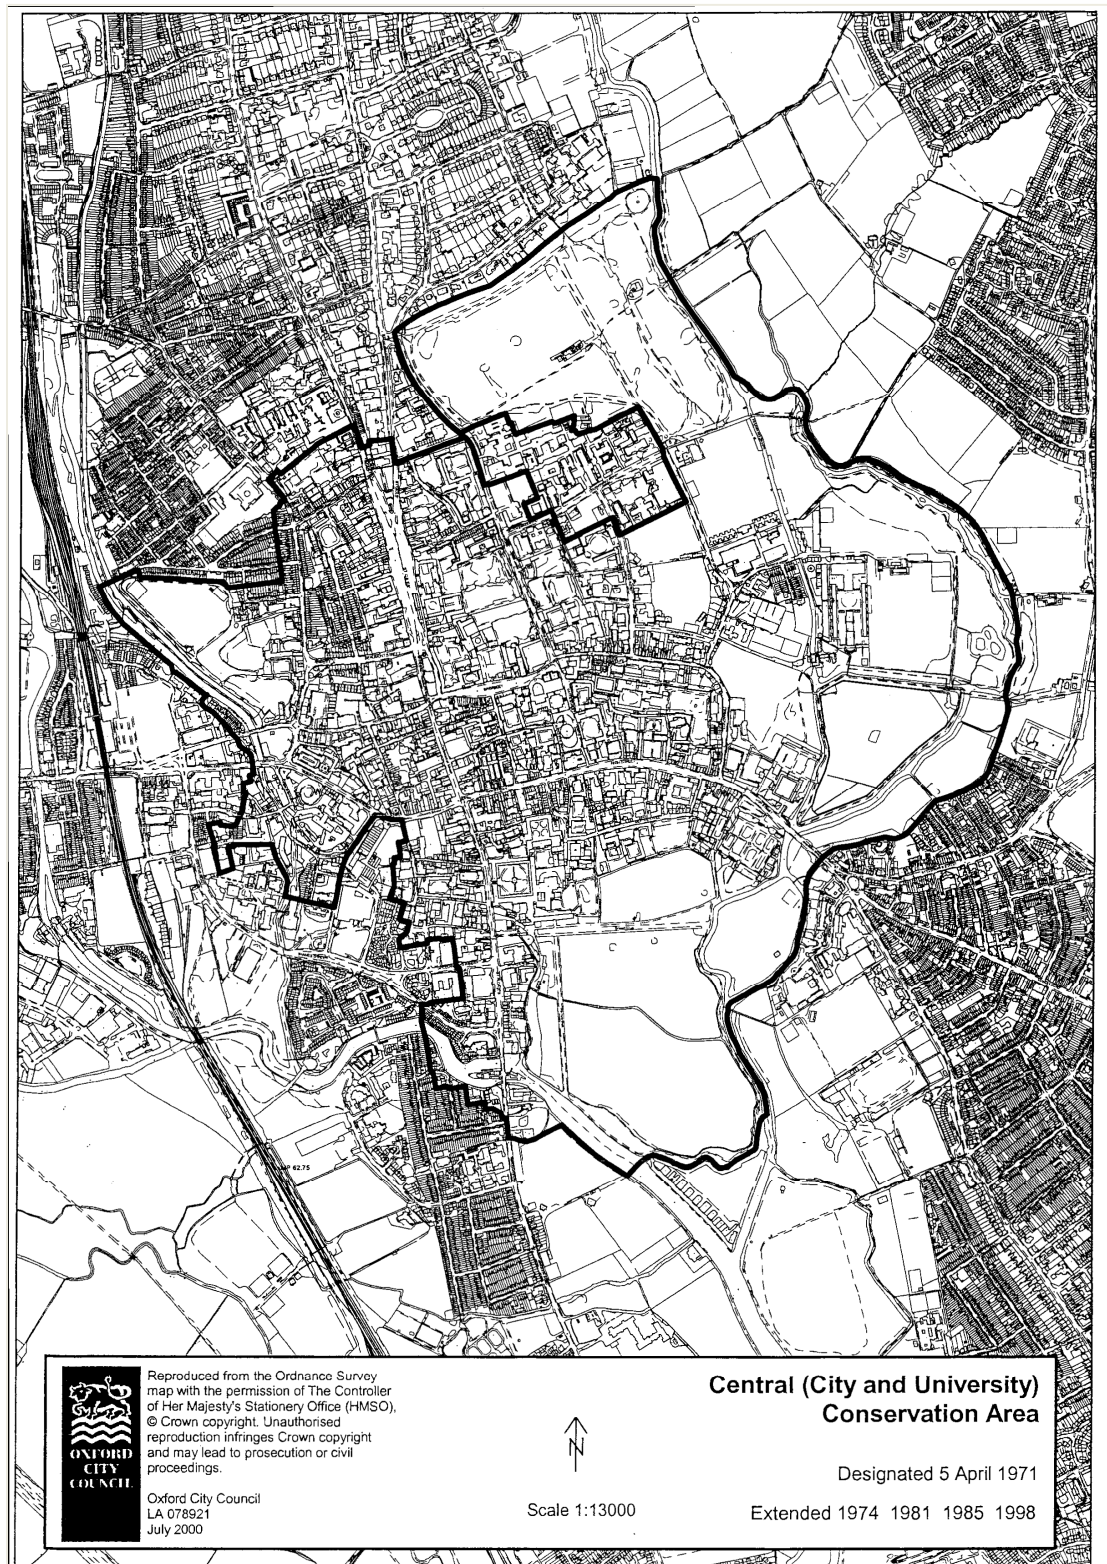 62.75
Reproduced from the Ordnance Survey
map with the permission of The Controller
of Her Majesty's Stationery Office (HMSO),
© Crown copyright. Unauthorised
reproduction infringes Crown copyright
and may lead to prosecution or civil
proceedings.
Oxford City Council
LA 078921
July 2000
OXFORD
CITY
COUNCIL
N
Scale 1:13000
Central (City and University)
Conservation Area
Designated 5 April 1971
Extended 1974 1981 1985 1998